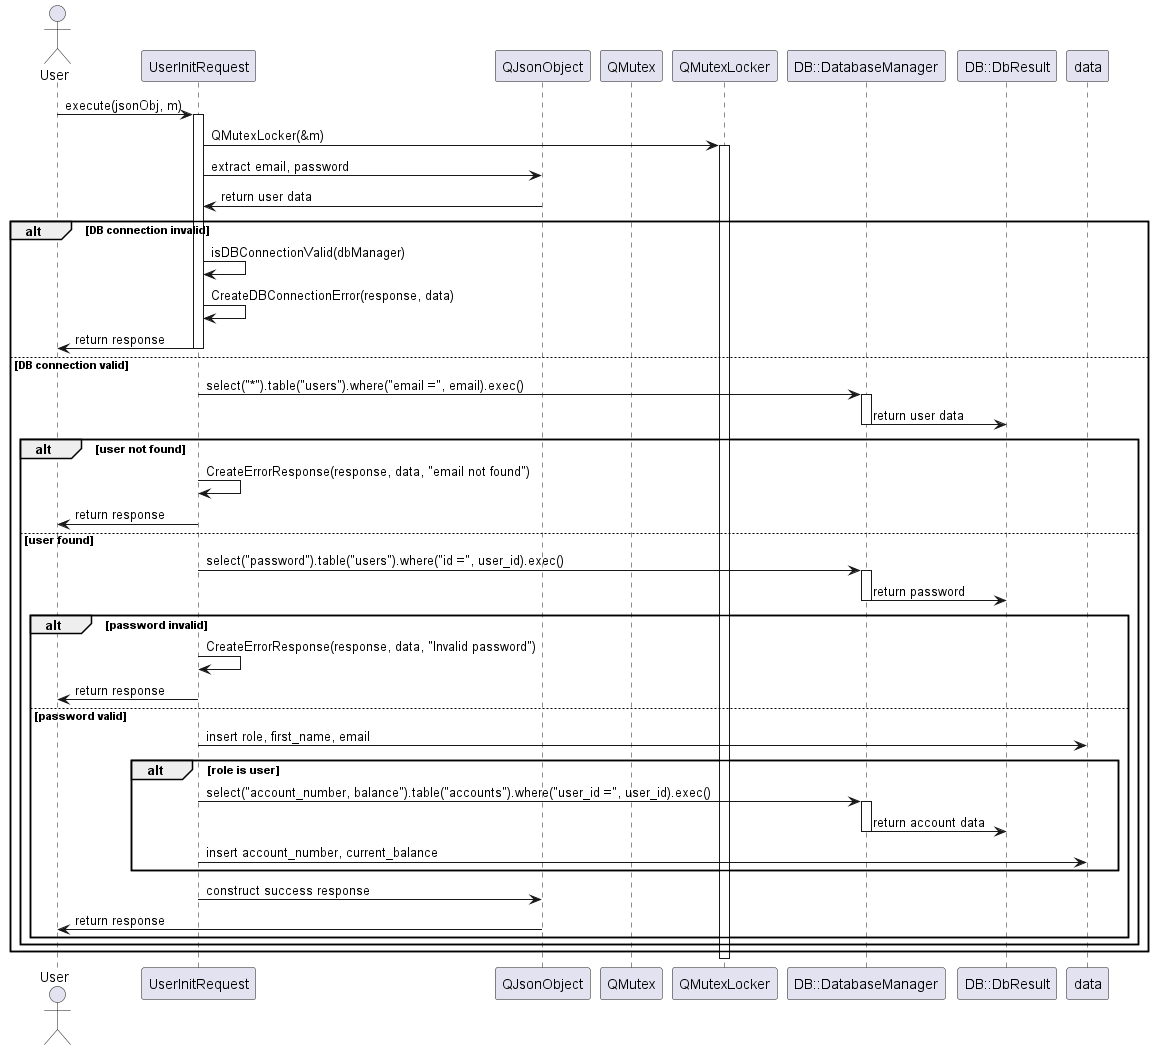 User
UserInitRequest
QJsonObject
QMutex
QMutexLocker
DB::DatabaseManager
DB::DbResult
data
execute(jsonObj, m)
QMutexLocker(&m)
extract email, password
return user data
alt
[DB connection invalid]
isDBConnectionValid(dbManager)
CreateDBConnectionError(response, data)
return response
[DB connection valid]
select("*").table("users").where("email =", email).exec()
return user data
alt
[user not found]
CreateErrorResponse(response, data, "email not found")
return response
[user found]
select("password").table("users").where("id =", user_id).exec()
return password
alt
[password invalid]
CreateErrorResponse(response, data, "Invalid password")
return response
[password valid]
insert role, first_name, email
alt
[role is user]
select("account_number, balance").table("accounts").where("user_id =", user_id).exec()
return account data
insert account_number, current_balance
construct success response
return response
User
UserInitRequest
QJsonObject
QMutex
QMutexLocker
DB::DatabaseManager
DB::DbResult
data